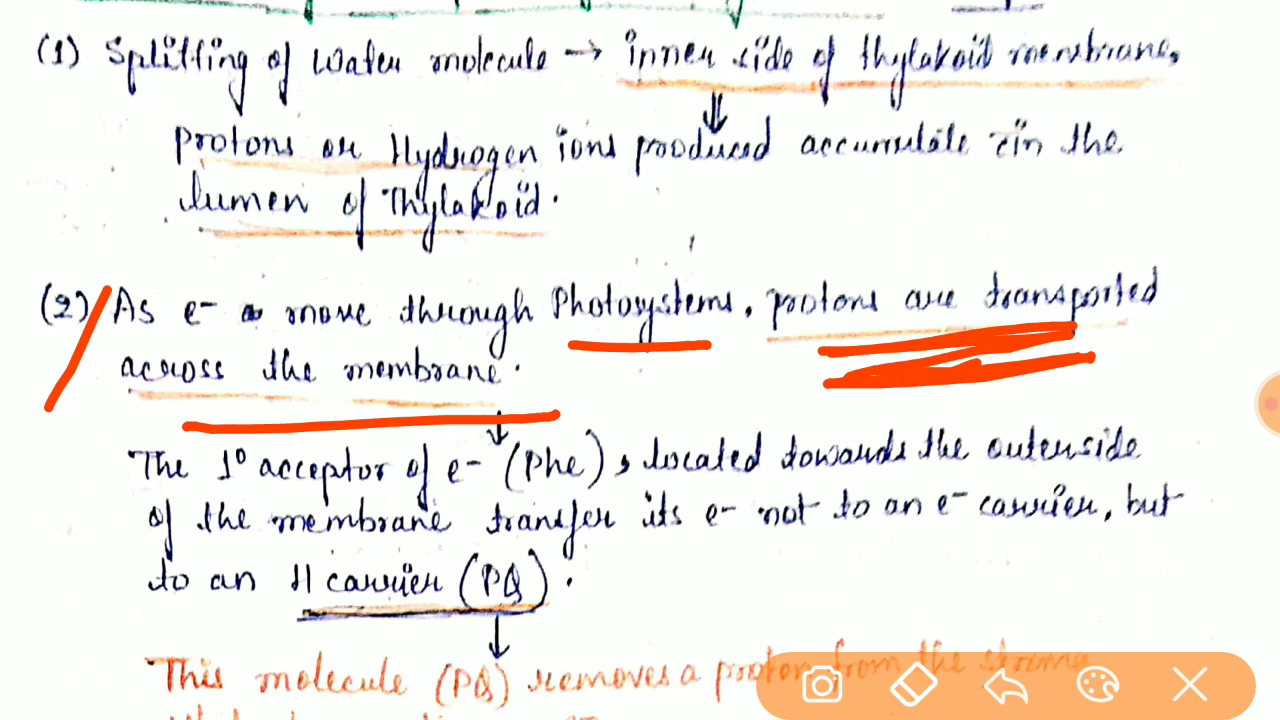 (1) Splitting of water molecule → inner side of thylakoid membrane.
protons or Hydrogen ions produced accumulate in the
lumen of Thylakoid.
(2) As e- move through Photosystems, protons are transported
across the membrane.
The 1° acceptor of e- (Phe), located towards the outerside
of the membrane transfer its e- not to an e- carrier, but
to an H carrier (PQ).
This molecule (PQ) removes a proton from the stroma